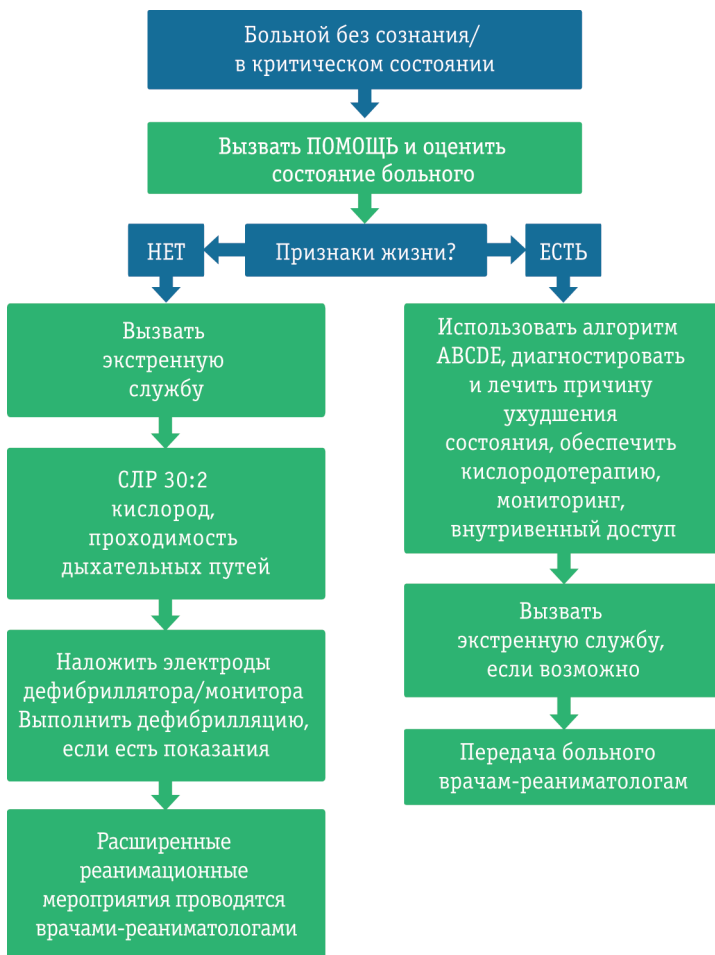 Больной без сознания/
в критическом состоянии
Вызвать ПОМОЩЬ и оценить
состояние больного
НЕТ
Признаки жизни?
ЕСТЬ
Вызвать
экстренную
службу
СЛР 30:2
кислород,
проходимость
дыхательных путей
Наложить электроды
дефибриллятора/монитора
Выполнить дефибрилляцию,
если есть показания
Расширенные
реанимационные
мероприятия проводятся
врачами-реаниматологами
Использовать алгоритм
ABCDE, диагностировать
и лечить причину
ухудшения
состояния, обеспечить
кислородотерапию,
мониторинг,
внутривенный доступ
Вызвать
экстренную службу,
если возможно
Передача больного
врачам-реаниматологам